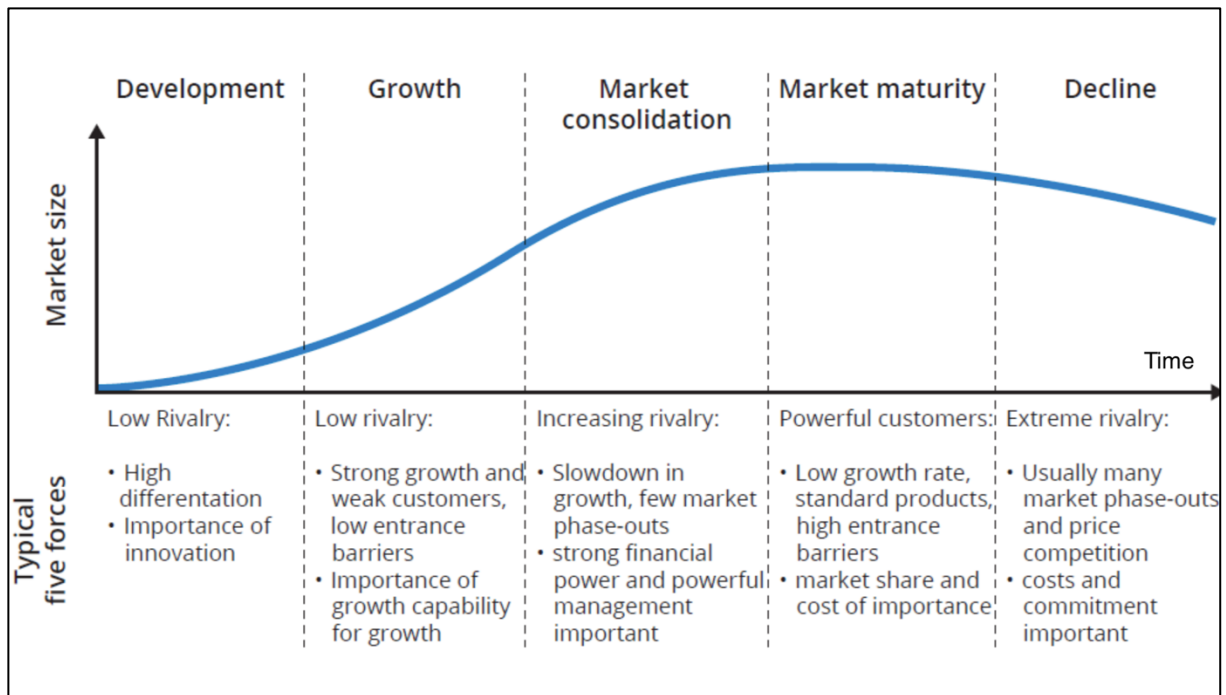 Development
Growth
Market
consolidation
Market maturity
Decline
Market size
Time
Typical
five forces
Low Rivalry:
• High
differentation
• Importance of
innovation
Low rivalry:
• Strong growth and
weak customers,
low entrance
barriers
• Importance of
growth capability
for growth
Increasing rivalry:
• Slowdown in
growth, few market
phase-outs
• strong financial
power and powerful
management
important
Powerful customers:
• Low growth rate,
standard products,
high entrance
barriers
• market share and
cost of importance
Extreme rivalry:
• Usually many
market phase-outs
and price
competition
• costs and
commitment
important